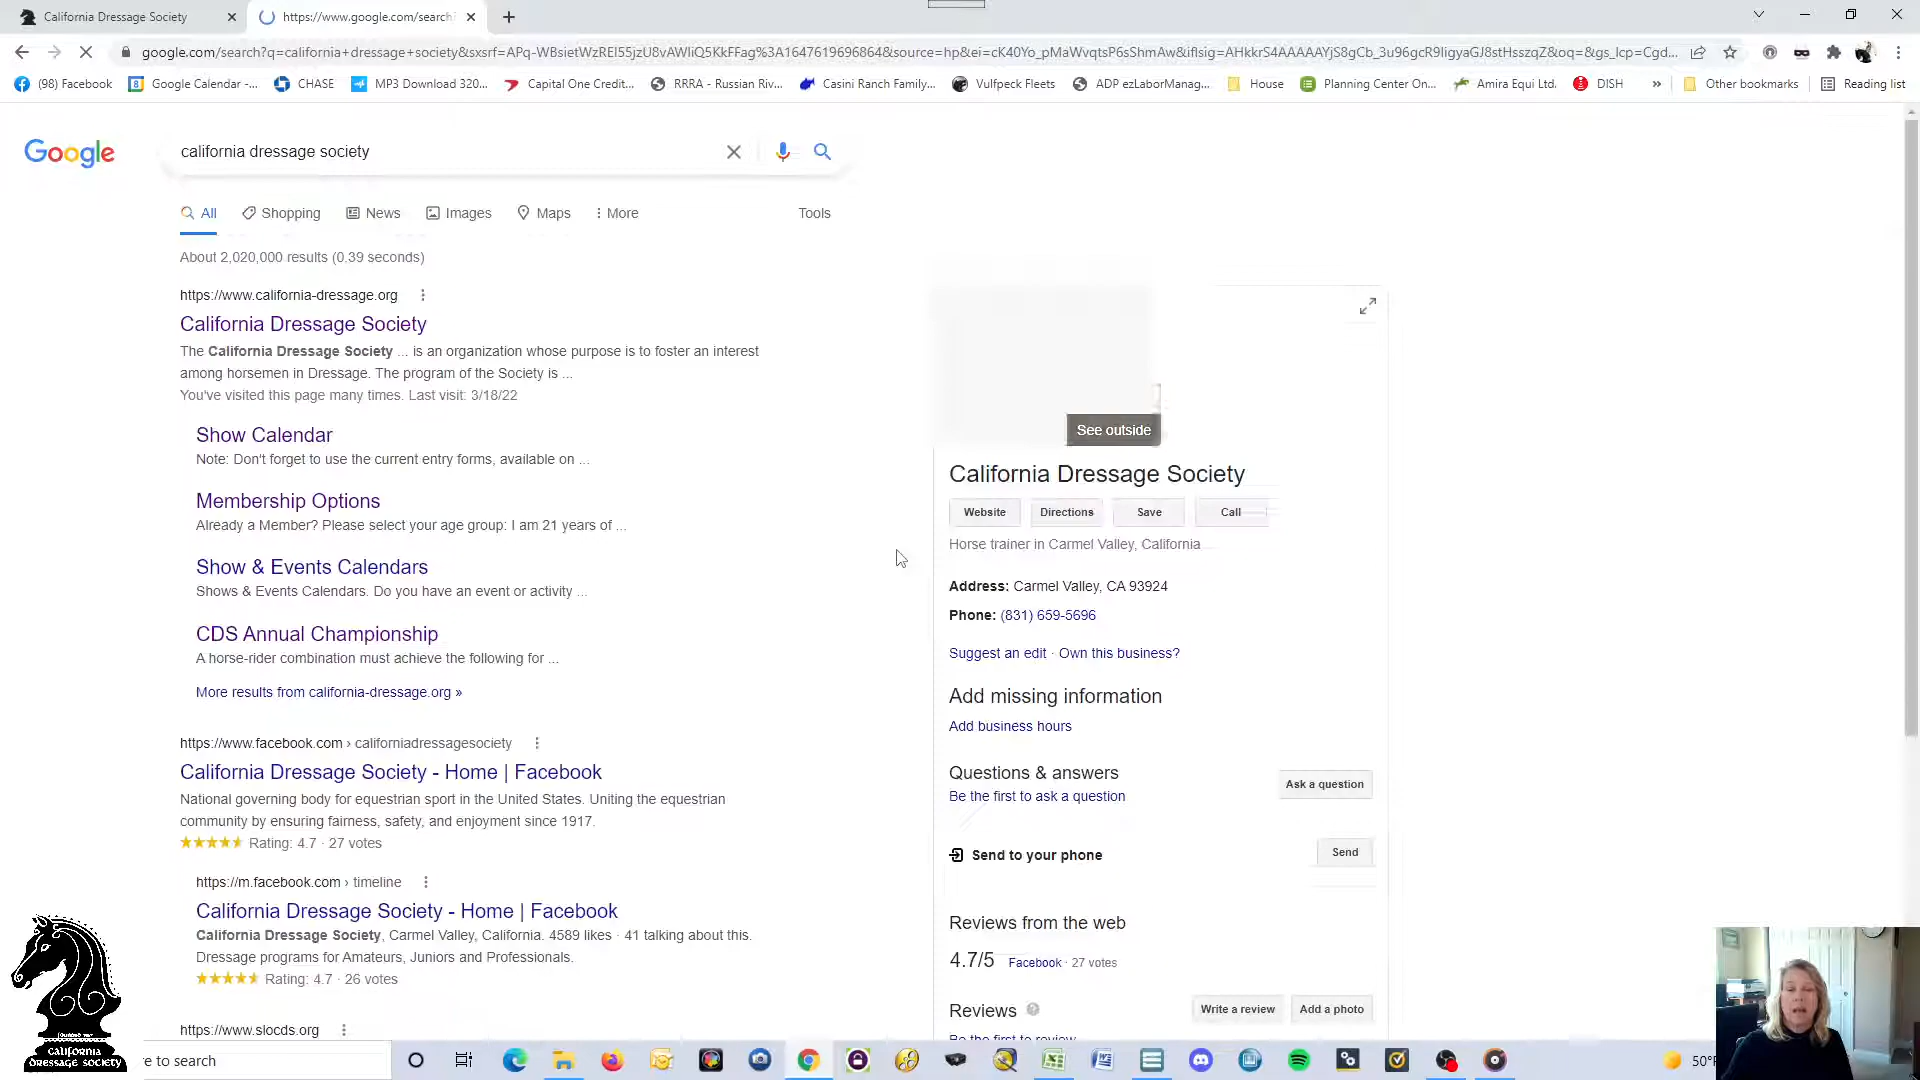 California Dressage Society
https://www.google.com/search
google.com/search?q=california+dressage+society&sxsrf=APq-WBsietWzREl55jzU8vAWIiQ5KkFFag%3A1647619696864&source=hp&ei=cK40Yo_pMaWvqtsP6sShmAw&iflsig=AHkkrS4AAAAAYjS8gCb_3u96gcR9ligyaGJ8stHsszqZ&oq=&gs_lcp=Cgd...
(98) Facebook
Google Calendar -...
CHASE
MP3 Download 320...
Capital One Credit...
RRRA - Russian Riv...
Casini Ranch Family...
Vulfpeck Fleets
ADP ezLaborManag...
House
Planning Center On...
Amira Equi Ltd.
DISH
»
Other bookmarks
Reading list
Google
california dressage society
All
Shopping
News
Images
Maps
More
Tools
About 2,020,000 results (0.39 seconds)
https://www.california-dressage.org
California Dressage Society
The California Dressage Society ... is an organization whose purpose is to foster an interest
among horsemen in Dressage. The program of the Society is ...
You've visited this page many times. Last visit: 3/18/22
Show Calendar
Note: Don't forget to use the current entry forms, available on ...
Membership Options
Already a Member? Please select your age group: I am 21 years of ...
Show & Events Calendars
Shows & Events Calendars. Do you have an event or activity ...
CDS Annual Championship
A horse-rider combination must achieve the following for ...
More results from california-dressage.org »
https://www.facebook.com › californiadressagesociety
California Dressage Society - Home | Facebook
National governing body for equestrian sport in the United States. Uniting the equestrian
community by ensuring fairness, safety, and enjoyment since 1917.
Rating: 4.7 · 27 votes
https://m.facebook.com › timeline
California Dressage Society - Home | Facebook
California Dressage Society, Carmel Valley, California. 4589 likes · 41 talking about this.
Dressage programs for Amateurs, Juniors and Professionals.
Rating: 4.7 · 26 votes
https://www.slocds.org
See outside
California Dressage Society
Website
Directions
Save
Call
Horse trainer in Carmel Valley, California
Address: Carmel Valley, CA 93924
Phone: (831) 659-5696
Suggest an edit · Own this business?
Add missing information
Add business hours
Questions & answers
Be the first to ask a question
Ask a question
Send to your phone
Send
Reviews from the web
4.7/5 Facebook · 27 votes
Reviews
Write a review
Add a photo
Be the first to review
CALIFORNIA
DRESSAGE SOCIETY
re to search
50°F